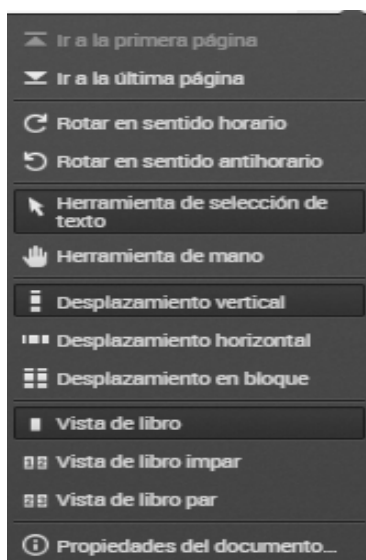 Ir a la primera página
Ir a la última página
Rotar en sentido horario
Rotar en sentido antihorario
Herramienta de selección de
texto
Herramienta de mano
Desplazamiento vertical
Desplazamiento horizontal
Desplazamiento en bloque
Vista de libro
Vista de libro impar
Vista de libro par
Propiedades del documento...